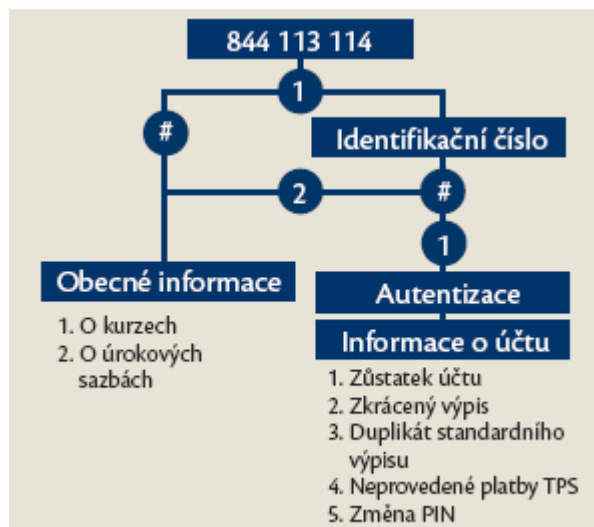 844 113 114
1
#
Identifikační číslo
2
#
1
Obecné informace
1. O kurzech
2. O úrokových
sazbách
Autentizace
Informace o účtu
1. Zůstatek účtu
2. Zkrácený výpis
3. Duplikát standardního
výpisu
4. Neprovedené platby TPS
5. Změna PIN